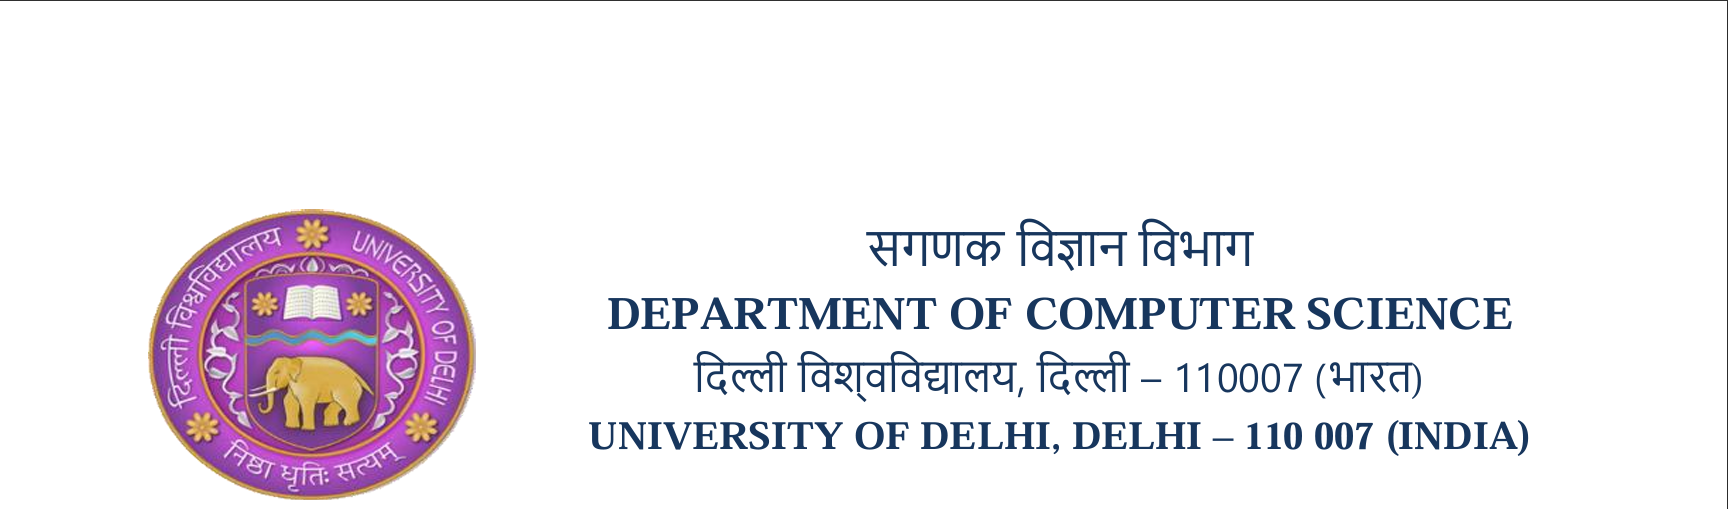 दिल्ली विश्वविद्यालय
UNIVERSITY OF DELHI
निष्ठा धृतिः सत्यम्
सगणक विज्ञान विभाग
DEPARTMENT OF COMPUTER SCIENCE
दिल्ली विश्‌वविद्यालय, दिल्ली – 110007 (भारत)
UNIVERSITY OF DELHI, DELHI – 110 007 (INDIA)